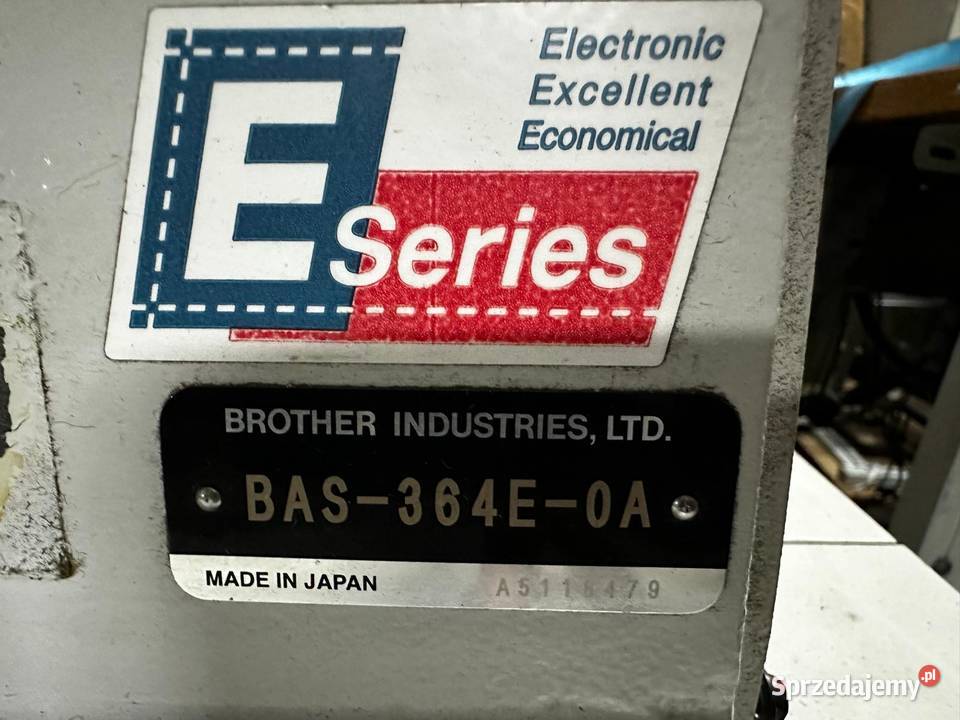 Electronic
Excellent
Economical
E Series
BROTHER INDUSTRIES, LTD.
BAS-364E-0A
MADE IN JAPAN
Sprzedajemy.pl